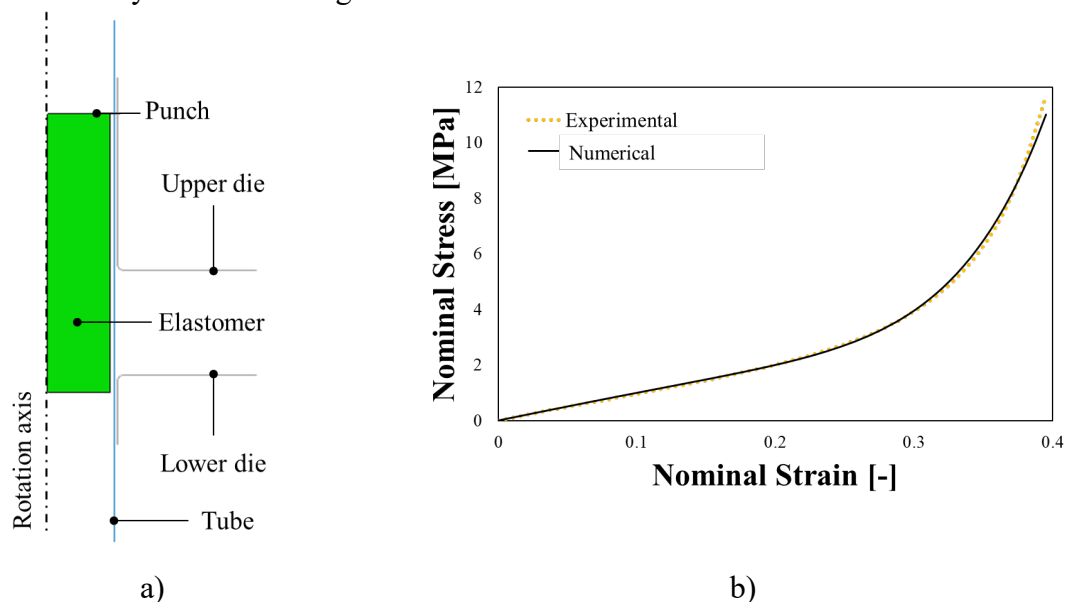 Punch
Upper die
Elastomer
Lower die
Tube
Rotation axis
a)
Nominal Stress [MPa]
12
10
8
6
4
2
0
Experimental
Numerical
0
0.1
0.2
0.3
0.4
Nominal Strain [-]
b)